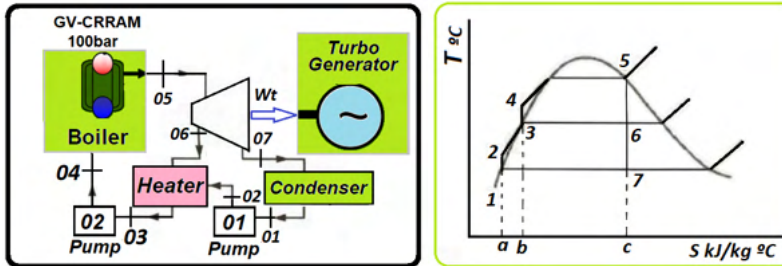 GV-CRRAM
100bar
Boiler
05
Wt
Turbo
Generator
~
06
07
04
Heater
Condenser
02
02
Pump
03
01
Pump
01
T ºC
5
4
3
6
2
7
1
a
b
c
S kJ/kg ºC